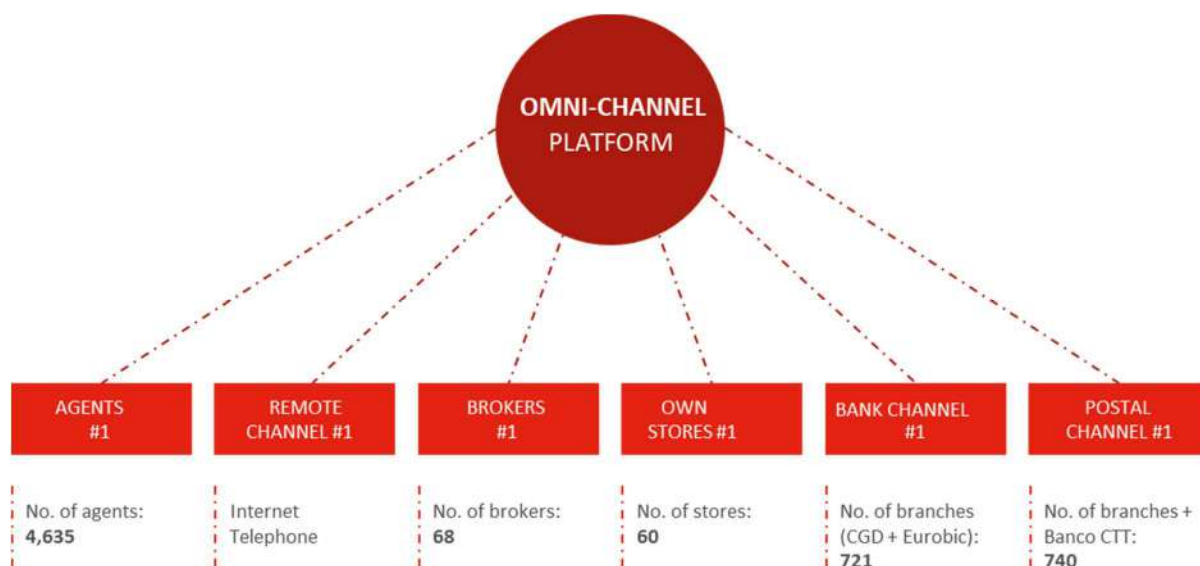 OMNI-CHANNEL
PLATFORM
AGENTS
#1
REMOTE
CHANNEL #1
BROKERS
#1
OWN
STORES #1
BANK CHANNEL
#1
POSTAL
CHANNEL #1
No. of agents:
4,635
Internet
Telephone
No. of brokers:
68
No. of stores:
60
No. of branches
(CGD + Eurobic):
721
No. of branches +
Banco CTT:
740